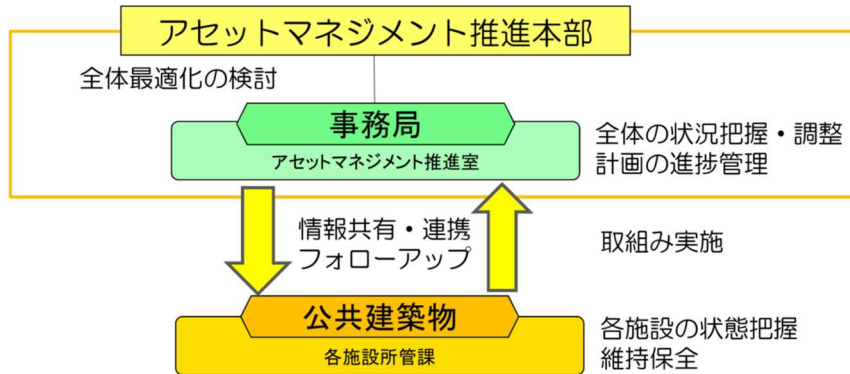 アセットマネジメント推進本部
全体最適化の検討
事務局
アセットマネジメント推進室
全体の状況把握・調整
計画の進捗管理
情報共有・連携
フォローアップ
取組み実施
公共建築物
各施設所管課
各施設の状態把握
維持保全